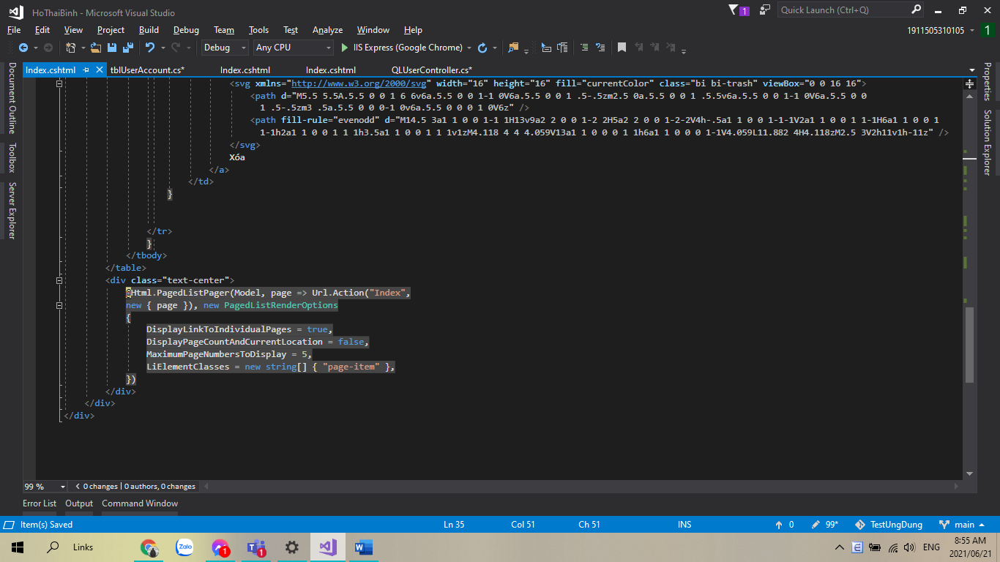 HoThaiBinh - Microsoft Visual Studio
1
Quick Launch (Ctrl+Q)
File Edit View Project Build Debug Team Tools Test Analyze Window Help
1911505310105
1
Debug
Any CPU
IIS Express (Google Chrome)
Document Outline
Toolbox
Server Explorer
Index.cshtml
tblUserAccount.cs*
Index.cshtml
Index.cshtml
QLUserController.cs*
<svg xmlns="http://www.w3.org/2000/svg" width="16" height="16" fill="currentColor" class="bi bi-trash" viewBox="0 0 16 16">
<path d="M5.5 5.5A.5.5 0 0 1 6 6v6a.5.5 0 0 1-1 0V6a.5.5 0 0 1 .5-.5zm2.5 0a.5.5 0 0 1 .5.5v6a.5.5 0 0 1-1 0V6a.5.5 0 0
1 .5-.5zm3 .5a.5.5 0 0 0-1 0v6a.5.5 0 0 0 1 0V6z" />
<path fill-rule="evenodd" d="M14.5 3a1 1 0 0 1-1 1H13v9a2 2 0 0 1-2 2H5a2 2 0 0 1-2-2V4h-.5a1 1 0 0 1-1-1V2a1 1 0 0 1 1-1H6a1 1 0 0 1
1-1h2a1 1 0 0 1 1 1h3.5a1 1 0 0 1 1 1v1zM4.118 4 4 4.059V13a1 1 0 0 0 1 1h6a1 1 0 0 0 1-1V4.059L11.882 4H4.118zM2.5 3V2h11v1h-11z" />
</svg>
Xóa
</a>
</td>
}
</tr>
}
</tbody>
</table>
<div class="text-center">
@Html.PagedListPager(Model, page => Url.Action("Index",
new { page }), new PagedListRenderOptions
{
DisplayLinkToIndividualPages = true,
DisplayPageCountAndCurrentLocation = false,
MaximumPageNumbersToDisplay = 5,
LiElementClasses = new string[] { "page-item" },
})
</div>
</div>
</div>
Properties
Solution Explorer
99 %
0 changes | 0 authors, 0 changes
Error List
Output
Command Window
Item(s) Saved
Ln 35
Col 51
Ch 51
INS
0
99*
TestUngDung
main
Links
Zalo
1
1
ENG
8:55 AM
2021/06/21